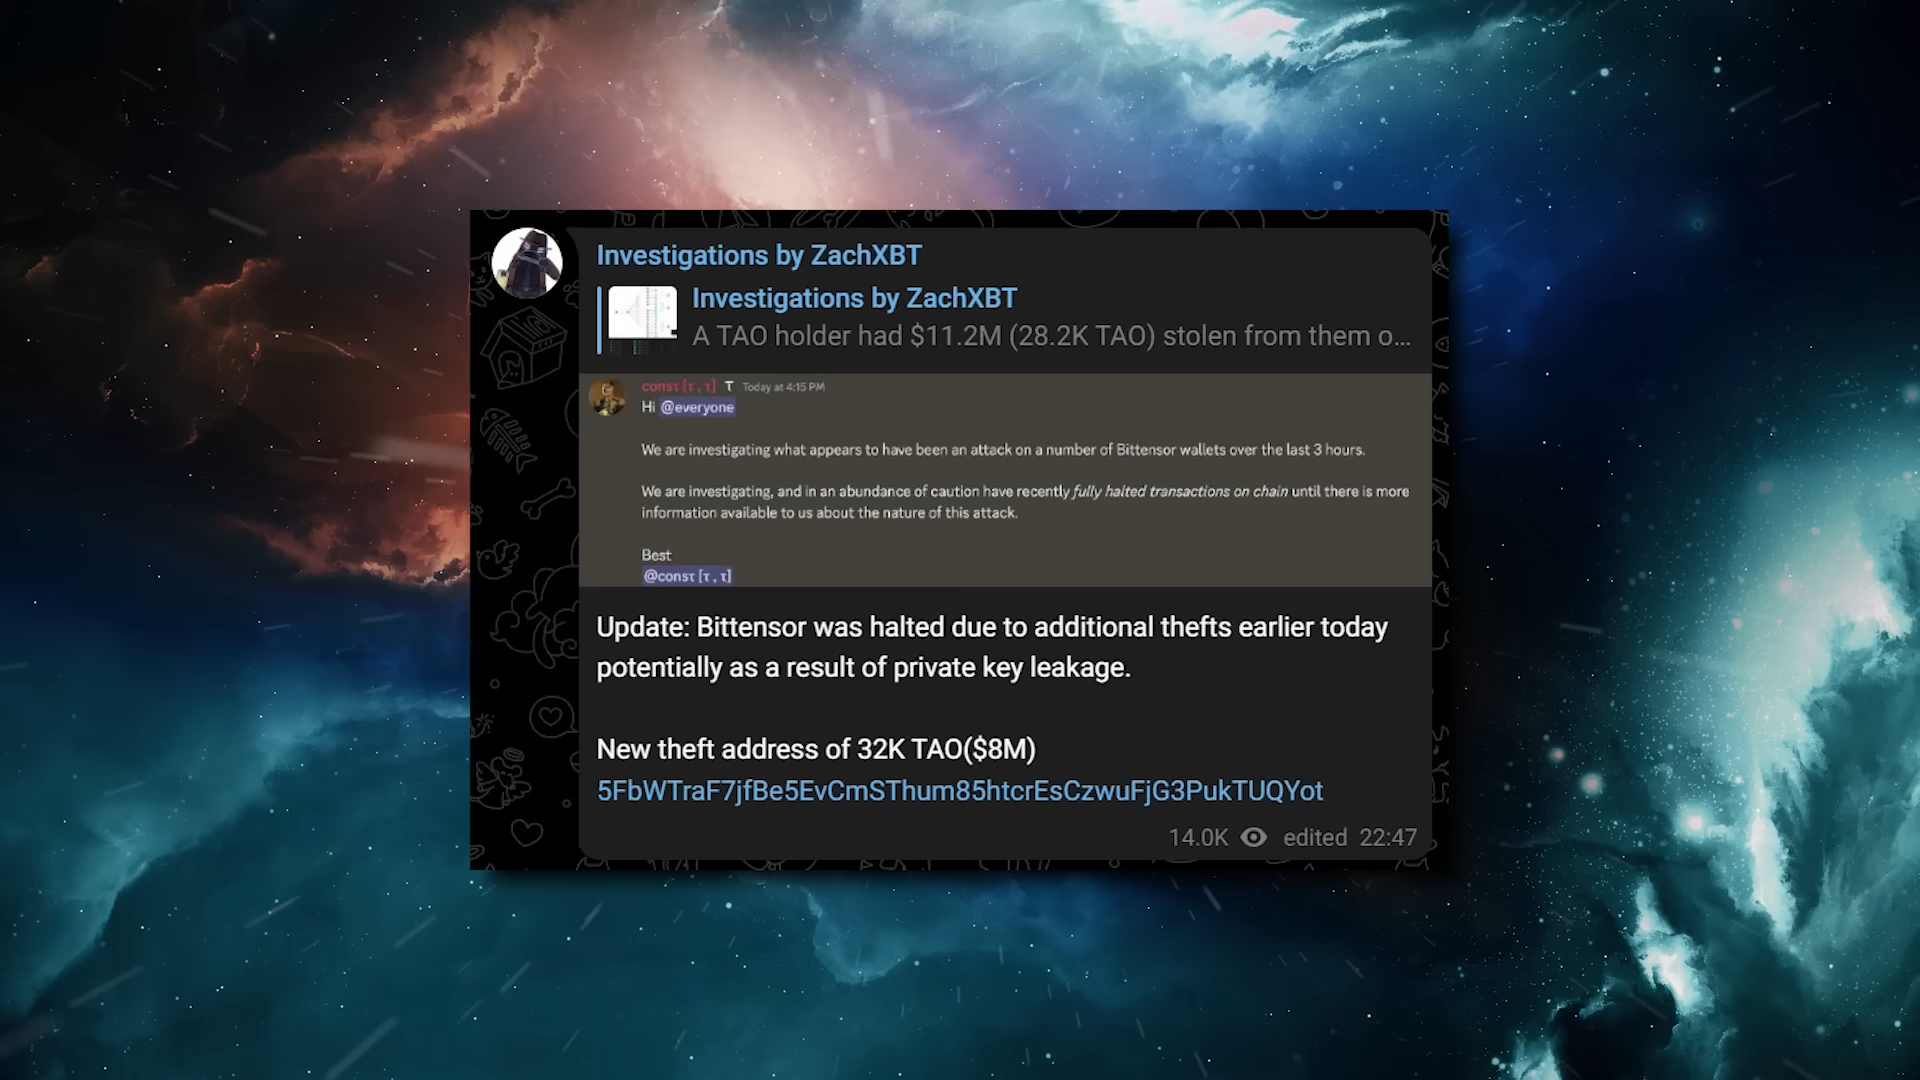 Investigations by ZachXBT
Investigations by ZachXBT
A TAO holder had $11.2M (28.2K TAO) stolen from them o...
const [τ, τ] T Today at 4:15 PM
Hi @everyone
We are investigating what appears to have been an attack on a number of Bittensor wallets over the last 3 hours.
We are investigating, and in an abundance of caution have recently fully halted transactions on chain until there is more
information available to us about the nature of this attack.
Best
@const [τ, τ]
Update: Bittensor was halted due to additional thefts earlier today
potentially as a result of private key leakage.
New theft address of 32K TAO($8M)
5FbWTraF7jfBe5EvCmSThum85htcrEsCzwuFjG3PukTUQYot
14.0K edited 22:47